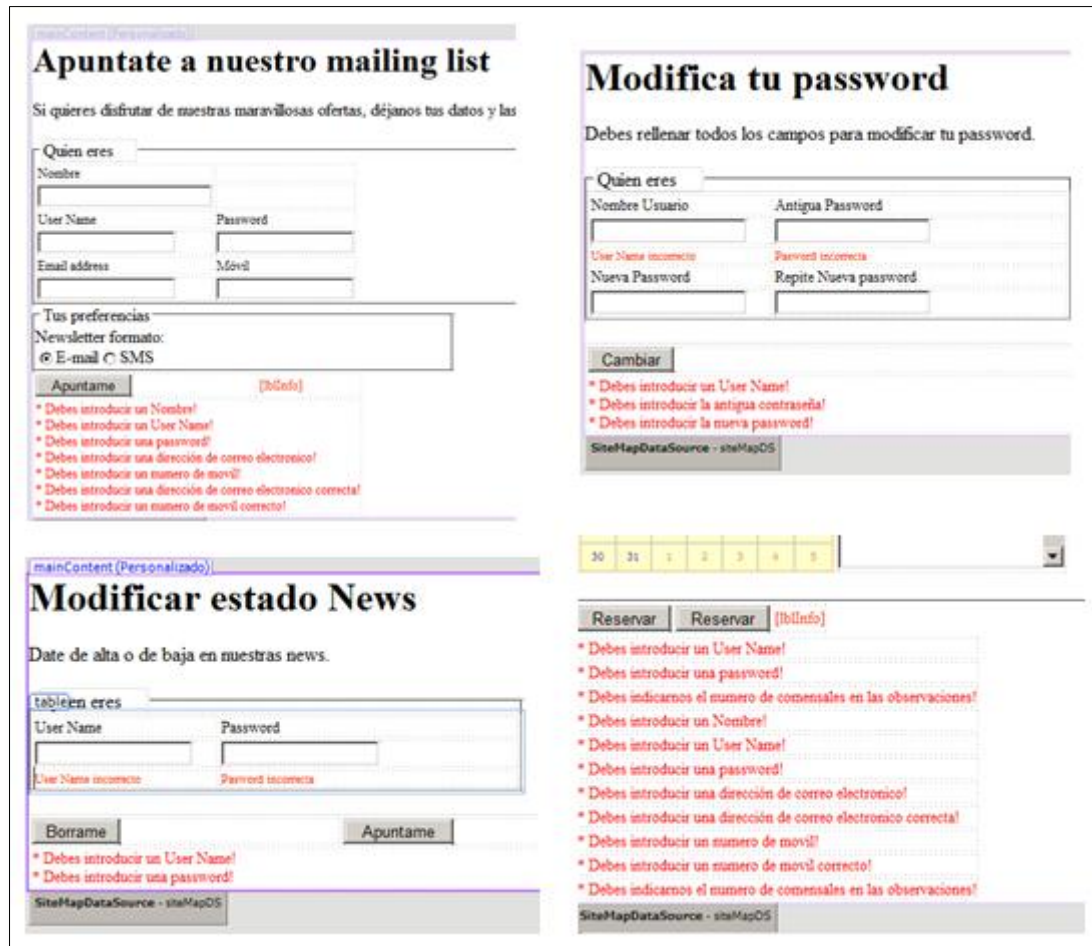 mainContent (Personalizado)
Apuntate a nuestro mailing list
Si quieres disfrutar de nuestras maravillosas ofertas, déjanos tus datos y las
Quien eres
Nombre
User Name Password
Email address Móvil
Tus preferencias
Newsletter formato:
E-mail SMS
Apuntame [lblInfo]
* Debes introducir un Nombre!
* Debes introducir un User Name!
* Debes introducir una password!
* Debes introducir una dirección de correo electronico!
* Debes introducir un numero de movil!
* Debes introducir una dirección de correo electronico correcta!
* Debes introducir un numero de movil correcto!
Modifica tu password
Debes rellenar todos los campos para modificar tu password.
Quien eres
Nombre Usuario Antigua Password
User Name incorrecto Password incorrecta
Nueva Password Repite Nueva password
Cambiar
* Debes introducir un User Name!
* Debes introducir la antigua contraseña!
* Debes introducir la nueva password!
SiteMapDataSource - siteMapDS
mainContent (Personalizado)
Modificar estado News
Date de alta o de baja en nuestras news.
table en eres
User Name Password
User Name incorrecto Password incorrecta
Borrame Apuntame
* Debes introducir un User Name!
* Debes introducir una password!
SiteMapDataSource - siteMapDS
30 31 1 2 3 4 5
Reservar Reservar [lblInfo]
* Debes introducir un User Name!
* Debes introducir una password!
* Debes indicarnos el numero de comensales en las observaciones!
* Debes introducir un Nombre!
* Debes introducir un User Name!
* Debes introducir una password!
* Debes introducir una dirección de correo electronico!
* Debes introducir una dirección de correo electronico correcta!
* Debes introducir un numero de movil!
* Debes introducir un numero de movil correcto!
* Debes indicarnos el numero de comensales en las observaciones!
SiteMapDataSource - siteMapDS